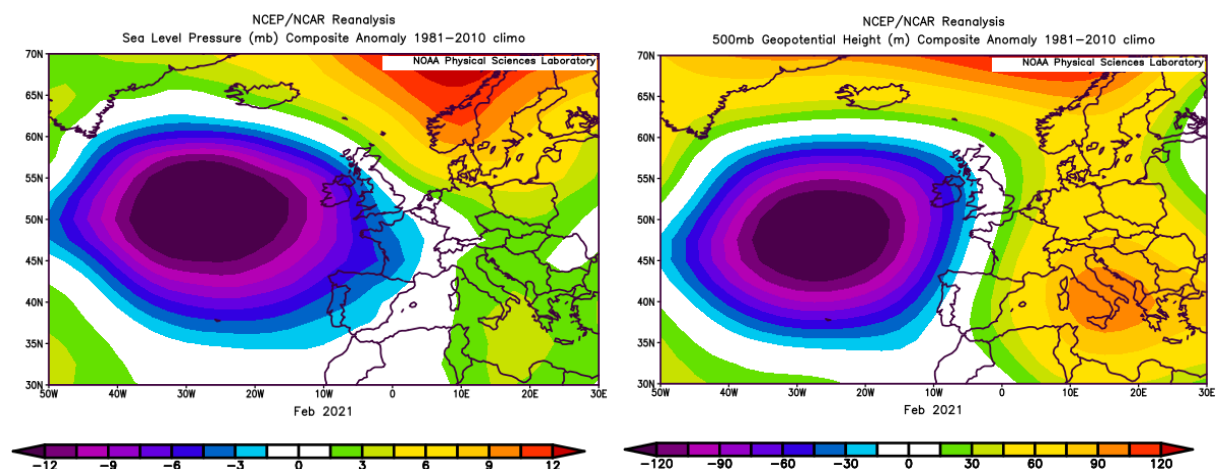 NCEP/NCAR Reanalysis
Sea Level Pressure (mb) Composite Anomaly 1981−2010 climo
NOAA Physical Sciences Laboratory
70N
65N
60N
55N
50N
45N
40N
35N
30N
50W 40W 30W 20W 10W 0 10E 20E 30E
Feb 2021
−12 −9 −6 −3 0 3 6 9 12
NCEP/NCAR Reanalysis
500mb Geopotential Height (m) Composite Anomaly 1981−2010 climo
NOAA Physical Sciences Laboratory
70N
65N
60N
55N
50N
45N
40N
35N
30N
50W 40W 30W 20W 10W 0 10E 20E 30E
Feb 2021
−120 −90 −60 −30 0 30 60 90 120